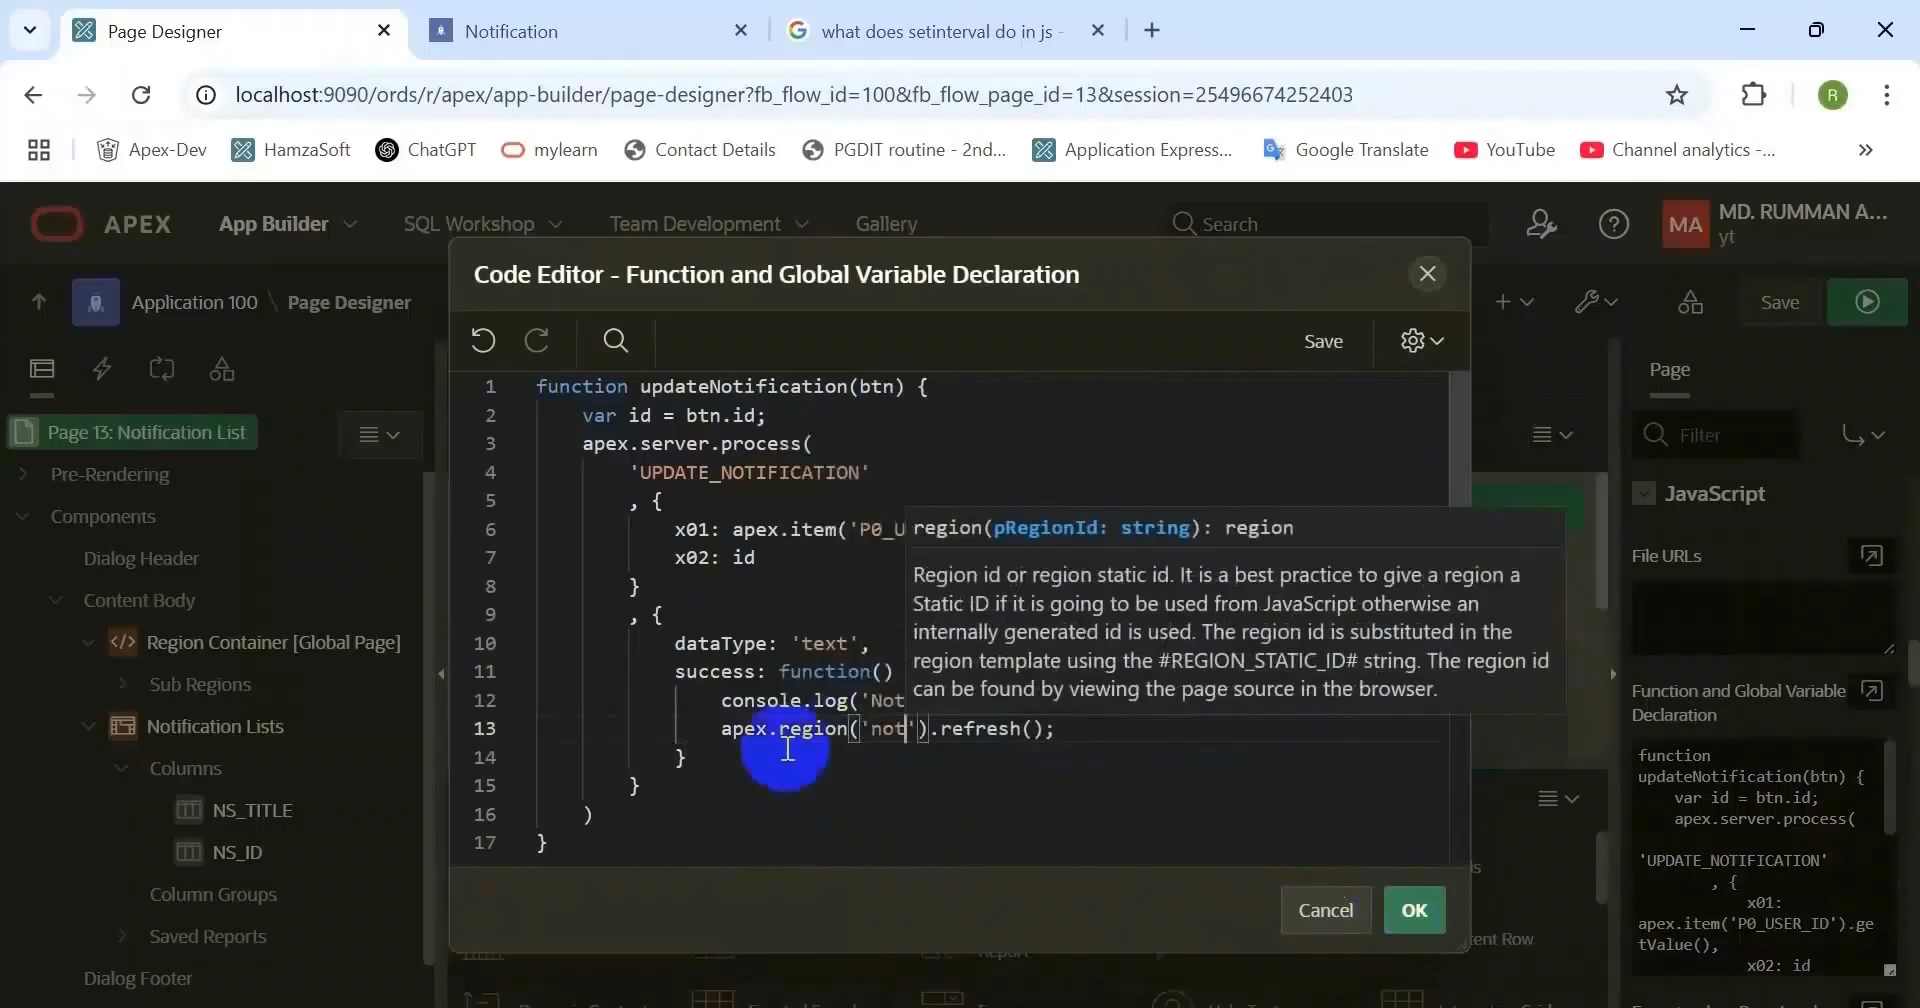 Page Designer
Notification
what does setinterval do in js -
localhost:9090/ords/r/apex/app-builder/page-designer?fb_flow_id=100&fb_flow_page_id=13&session=25496674252403
R
Apex-Dev
HamzaSoft
ChatGPT
mylearn
Contact Details
PGDIT routine - 2nd...
Application Express...
Google Translate
YouTube
Channel analytics -...
APEX
App Builder
SQL Workshop
Team Development
Gallery
Search
MA
MD. RUMMAN A...
yt
Application 100 \ Page Designer
Save
Page 13: Notification List
Pre-Rendering
Components
Dialog Header
Content Body
Region Container [Global Page]
Sub Regions
Notification Lists
Columns
NS_TITLE
NS_ID
Column Groups
Saved Reports
Dialog Footer
Code Editor - Function and Global Variable Declaration
Save
1 function updateNotification(btn) {
2 var id = btn.id;
3 apex.server.process(
4 'UPDATE_NOTIFICATION'
5 , {
6 x01: apex.item('P0_U
7 x02: id
8 }
9 , {
10 dataType: 'text',
11 success: function()
12 console.log('Not
13 apex.region('not').refresh();
14 }
15 }
16 )
17 }
region(pRegionId: string): region
Region id or region static id. It is a best practice to give a region a
Static ID if it is going to be used from JavaScript otherwise an
internally generated id is used. The region id is substituted in the
region template using the #REGION_STATIC_ID# string. The region id
can be found by viewing the page source in the browser.
Cancel
OK
Page
Filter
JavaScript
File URLs
Function and Global Variable
Declaration
function
updateNotification(btn) {
var id = btn.id;
apex.server.process(
'UPDATE_NOTIFICATION'
, {
x01:
apex.item('P0_USER_ID').ge
tValue(),
x02: id